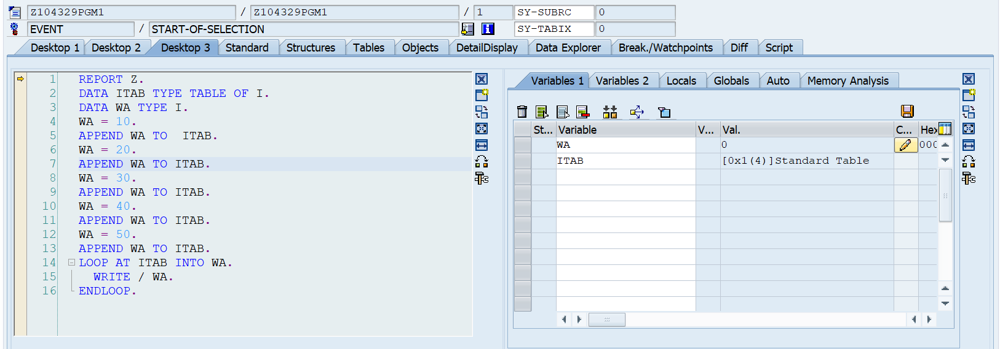 Z104329PGM1 / Z104329PGM1 / 1 SY-SUBRC 0
EVENT / START-OF-SELECTION SY-TABIX 0
Desktop 1 Desktop 2 Desktop 3 Standard Structures Tables Objects DetailDisplay Data Explorer Break./Watchpoints Diff Script
1 REPORT Z.
2 DATA ITAB TYPE TABLE OF I.
3 DATA WA TYPE I.
4 WA = 10.
5 APPEND WA TO  ITAB.
6 WA = 20.
7 APPEND WA TO ITAB.
8 WA = 30.
9 APPEND WA TO ITAB.
10 WA = 40.
11 APPEND WA TO ITAB.
12 WA = 50.
13 APPEND WA TO ITAB.
14 LOOP AT ITAB INTO WA.
15 WRITE / WA.
16 ENDLOOP.
Variables 1 Variables 2 Locals Globals Auto Memory Analysis
St... Variable V... Val. C... Hex
WA 0 000
ITAB [0x1(4)]Standard Table